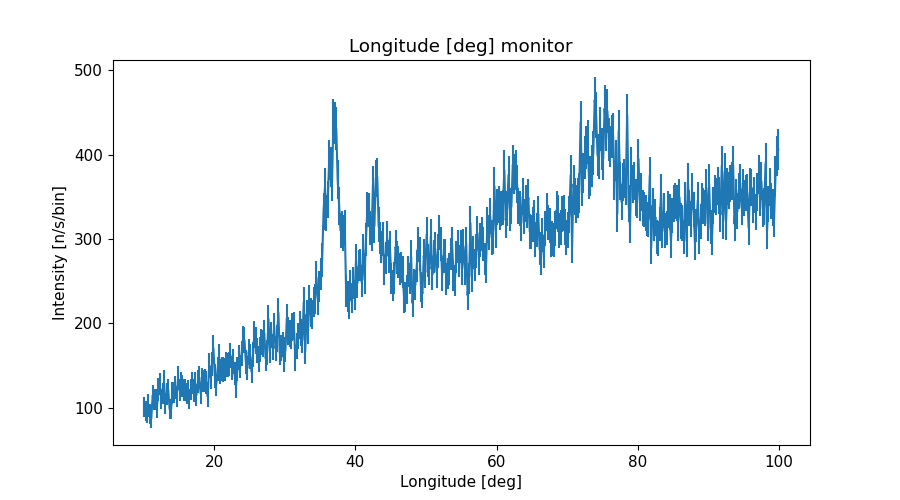 Longitude [deg] monitor
500
400
300
200
100
Intensity [n/s/bin]
20 40 60 80 100
Longitude [deg]